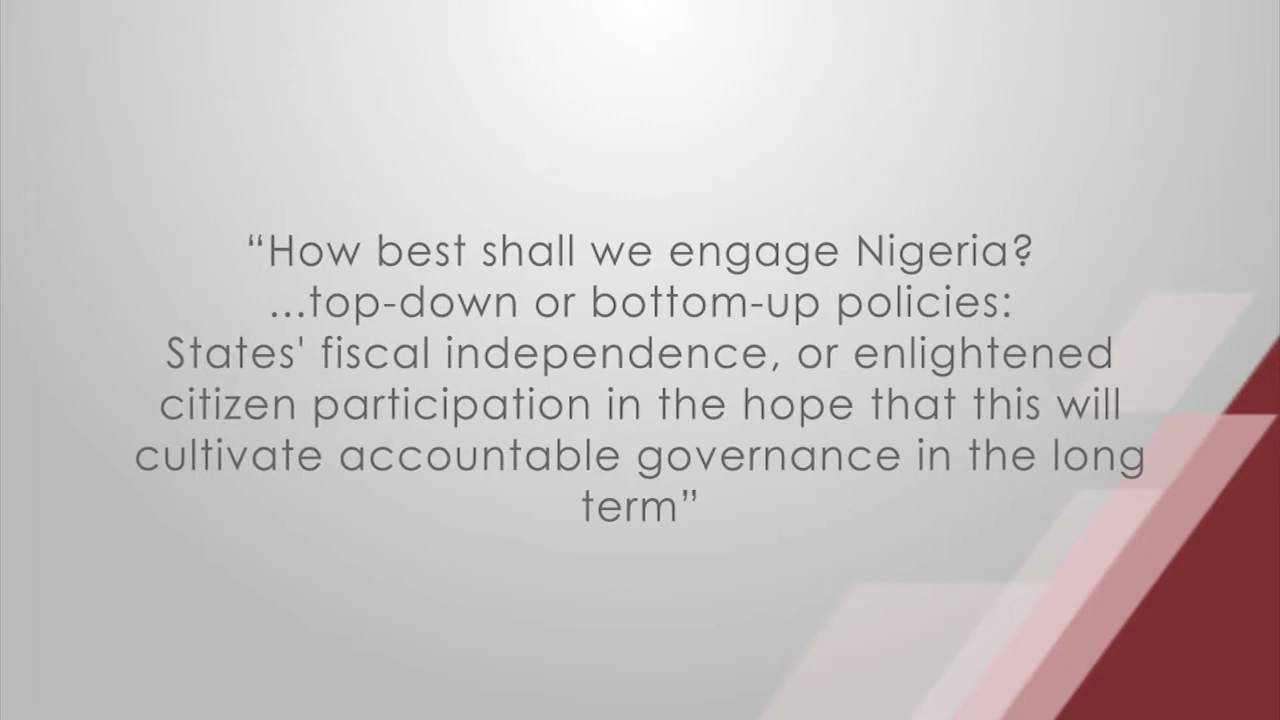 “How best shall we engage Nigeria?
...top-down or bottom-up policies:
States' fiscal independence, or enlightened
citizen participation in the hope that this will
cultivate accountable governance in the long
term”